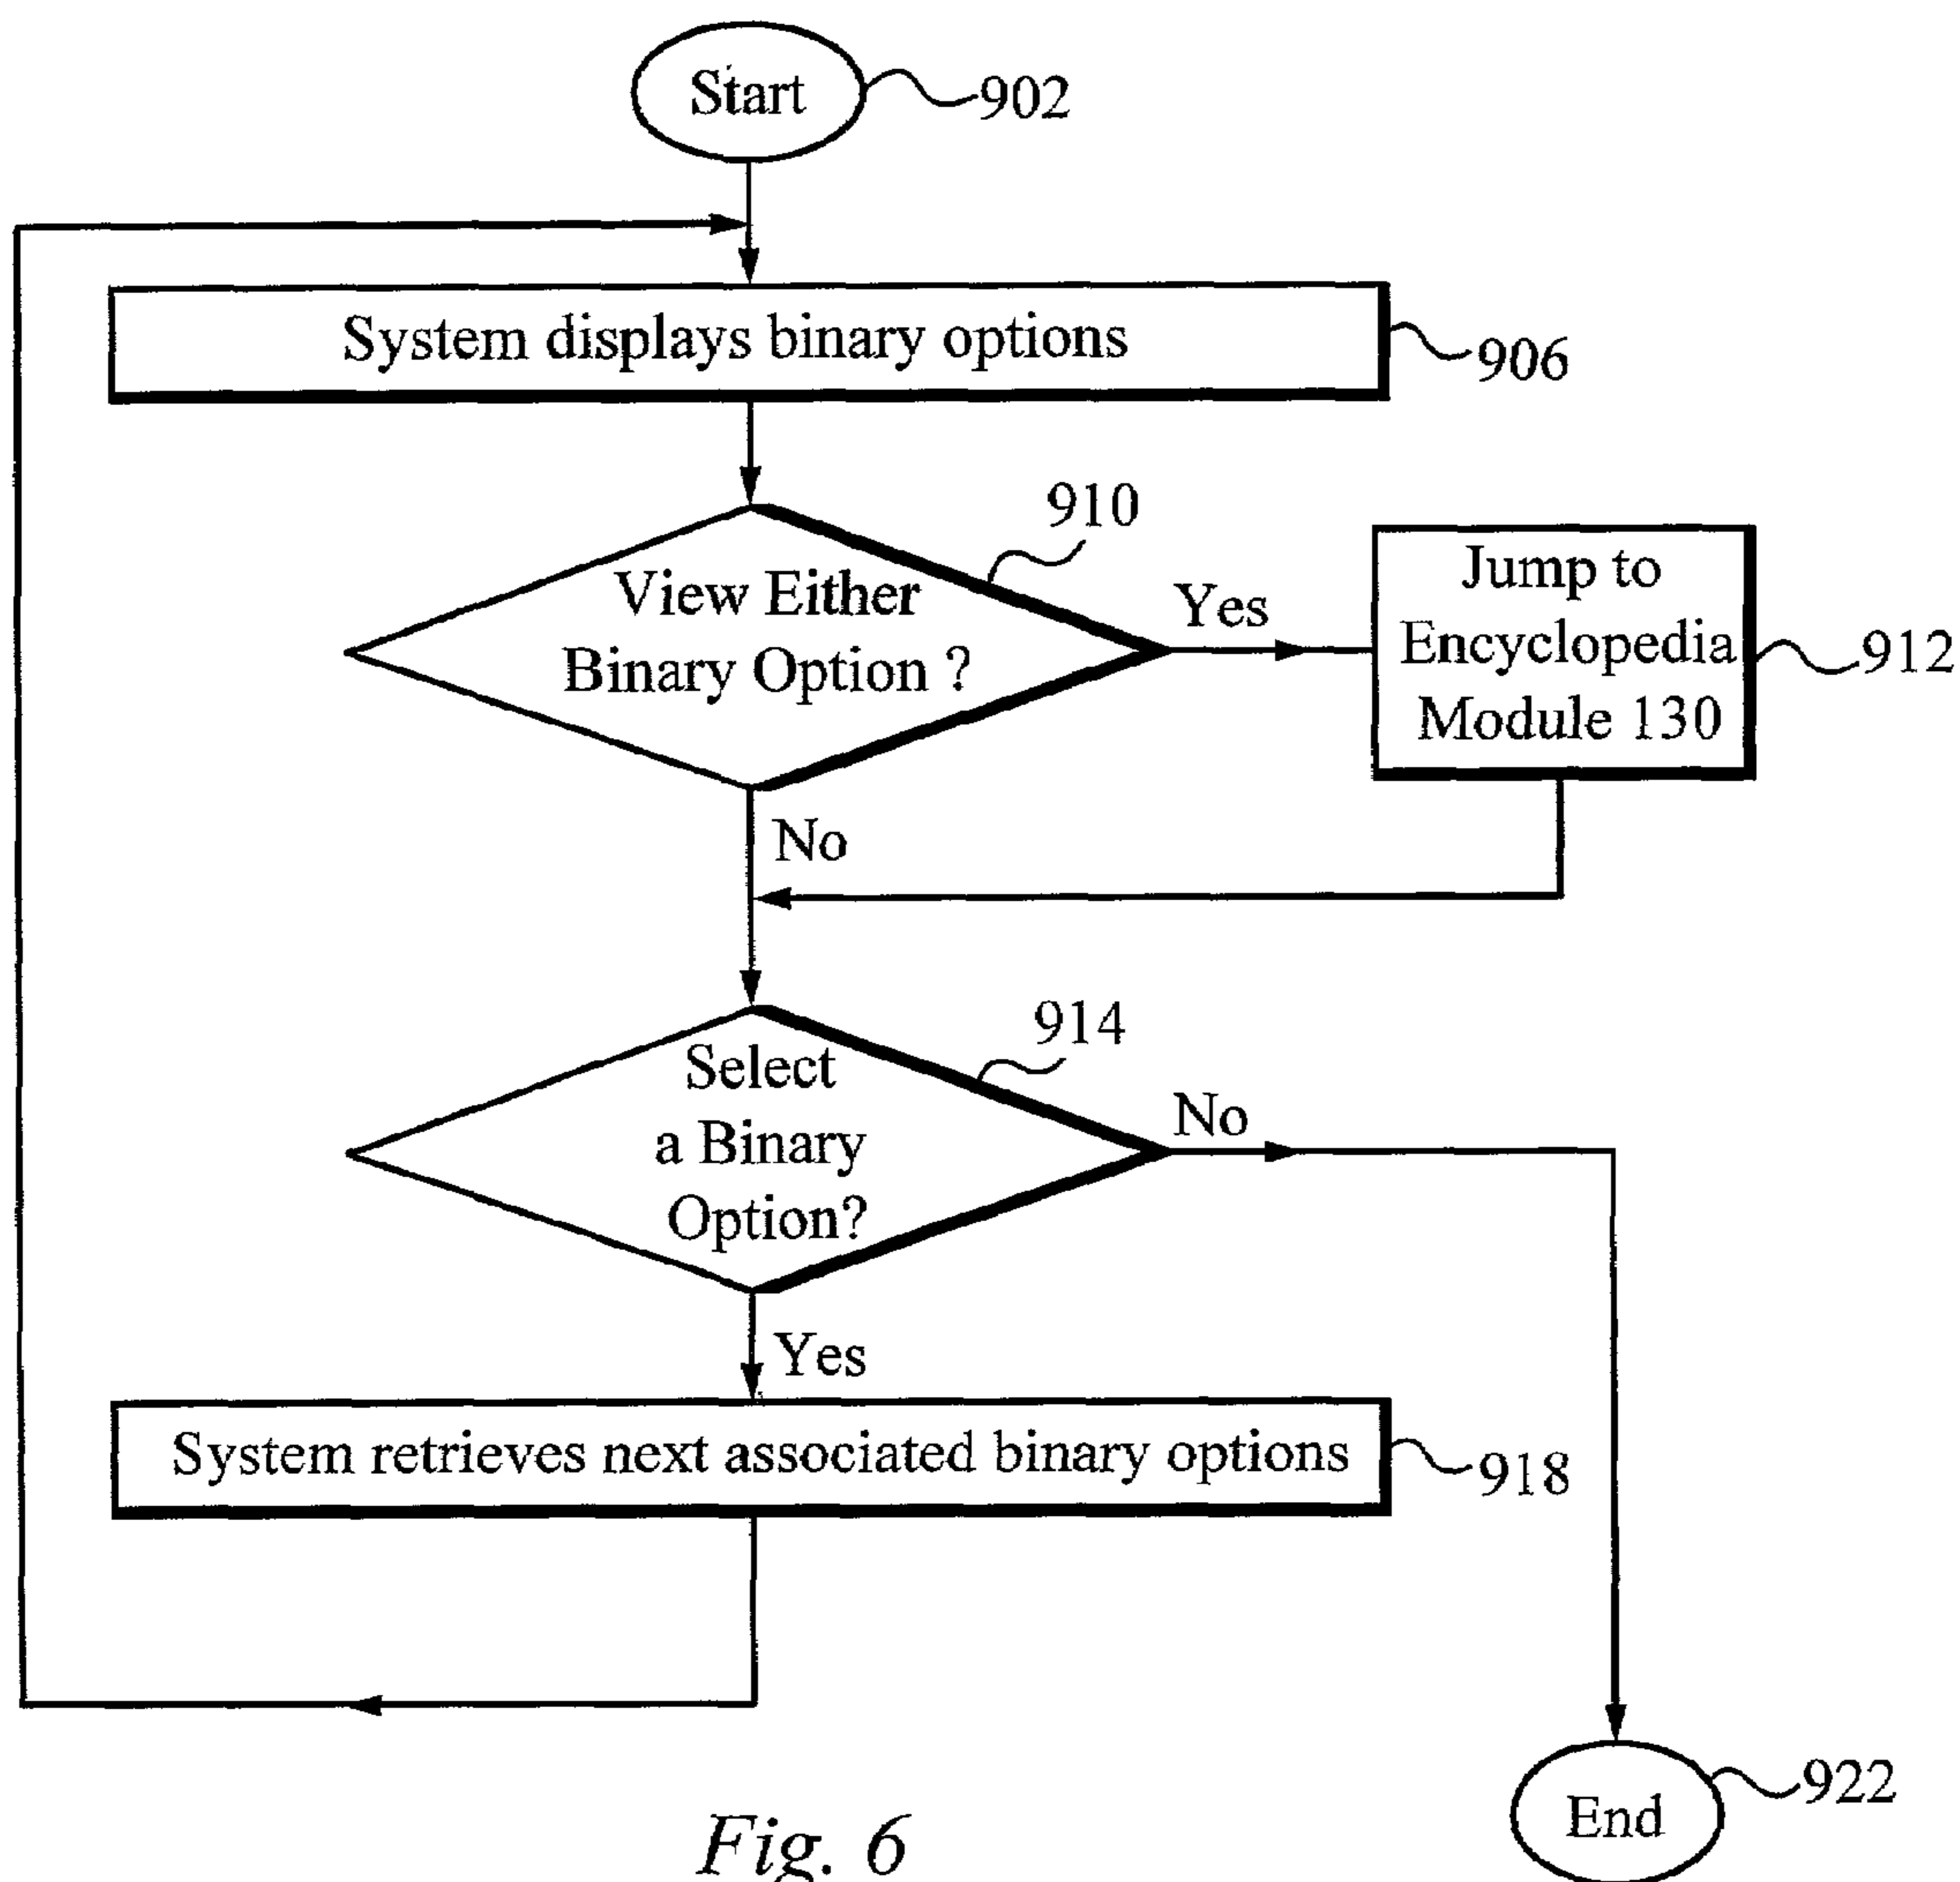 Start
902
System displays binary options
906
910
View Either
Binary Option ?
Yes
Jump to
Encyclopedia
Module 130
912
No
914
Select
a Binary
Option?
No
Yes
System retrieves next associated binary options
918
End
922
Fig. 6